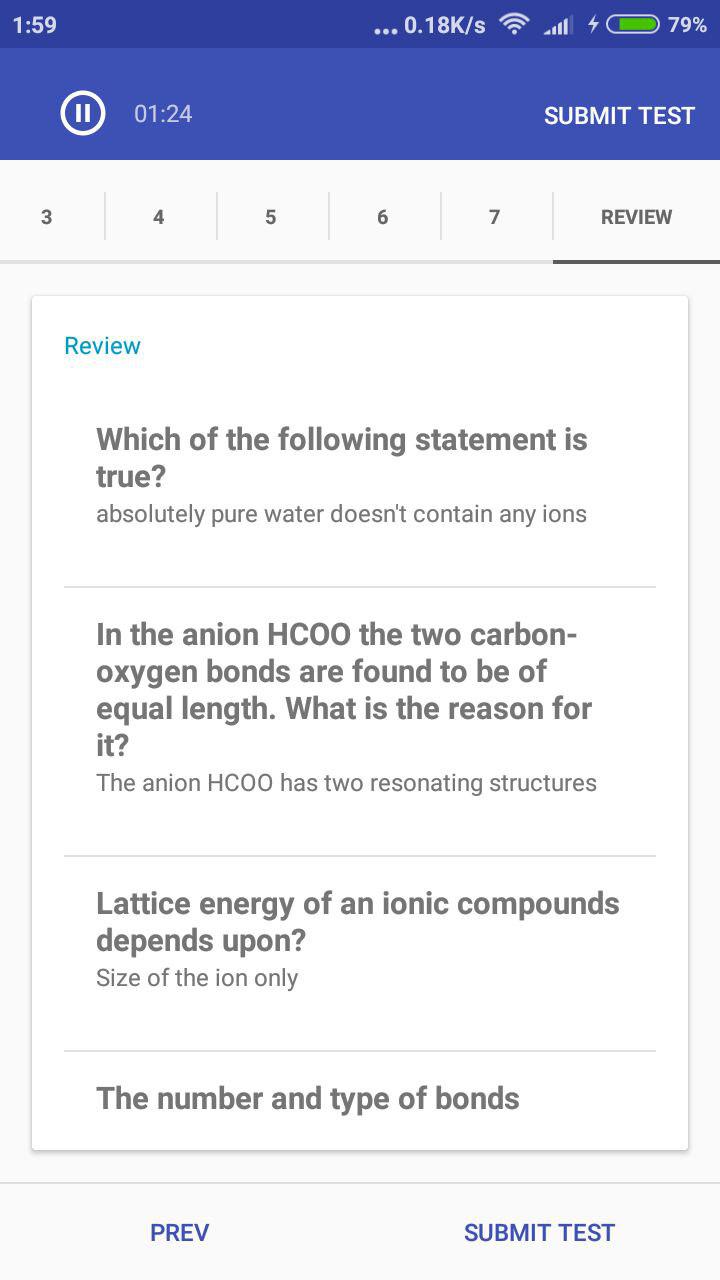 1:59 ... 0.18K/s 79%
01:24 SUBMIT TEST
3 4 5 6 7 REVIEW
Review
Which of the following statement is
true?
absolutely pure water doesn't contain any ions
In the anion HCOO the two carbon-
oxygen bonds are found to be of
equal length. What is the reason for
it?
The anion HCOO has two resonating structures
Lattice energy of an ionic compounds
depends upon?
Size of the ion only
The number and type of bonds
PREV SUBMIT TEST